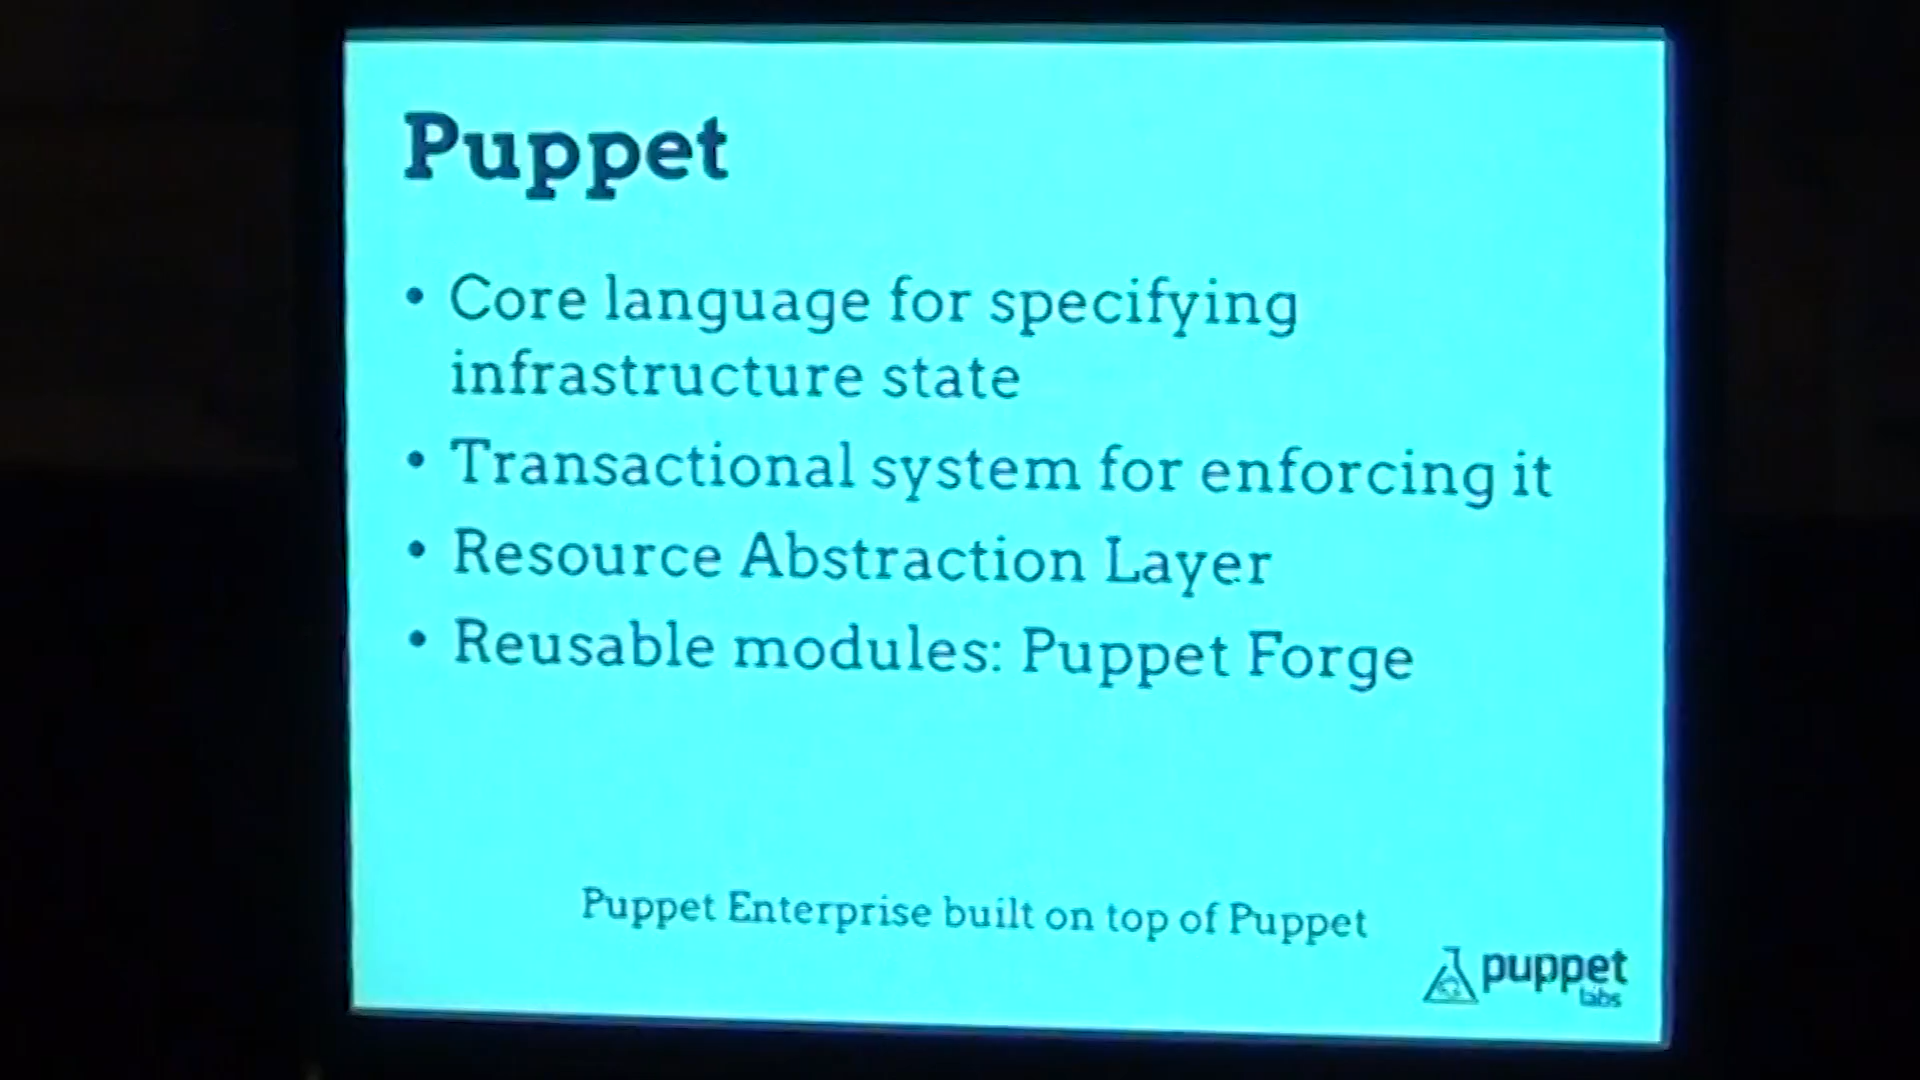 Puppet
• Core language for specifying
infrastructure state
• Transactional system for enforcing it
• Resource Abstraction Layer
• Reusable modules: Puppet Forge
Puppet Enterprise built on top of Puppet
puppet
labs